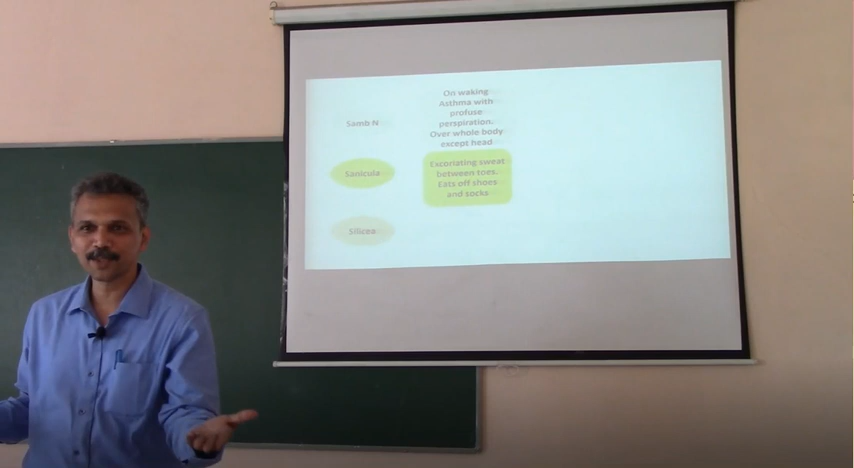 Samb N
On waking
Asthma with
profuse
perspiration.
Over whole body
except head
Sanicula
Excoriating sweat
between toes.
Eats off shoes
and socks
Silicea